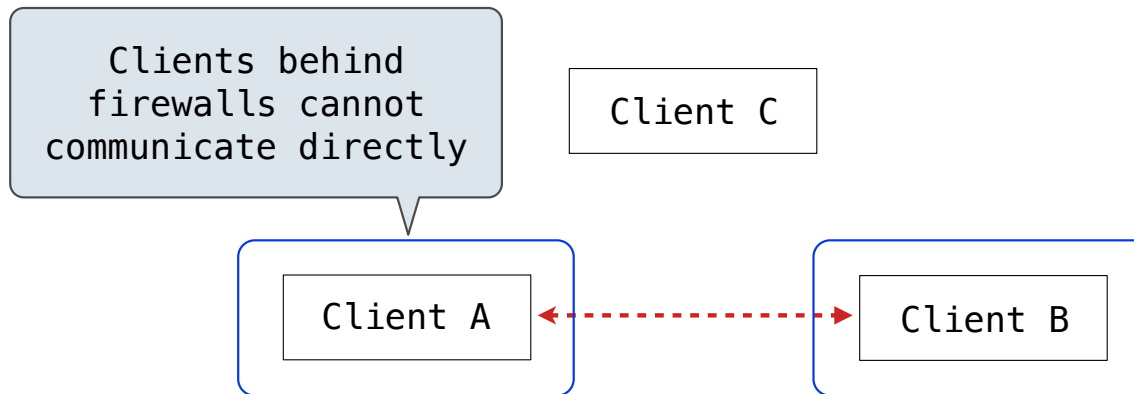 Clients behind
firewalls cannot
communicate directly
Client C
Client A
Client B